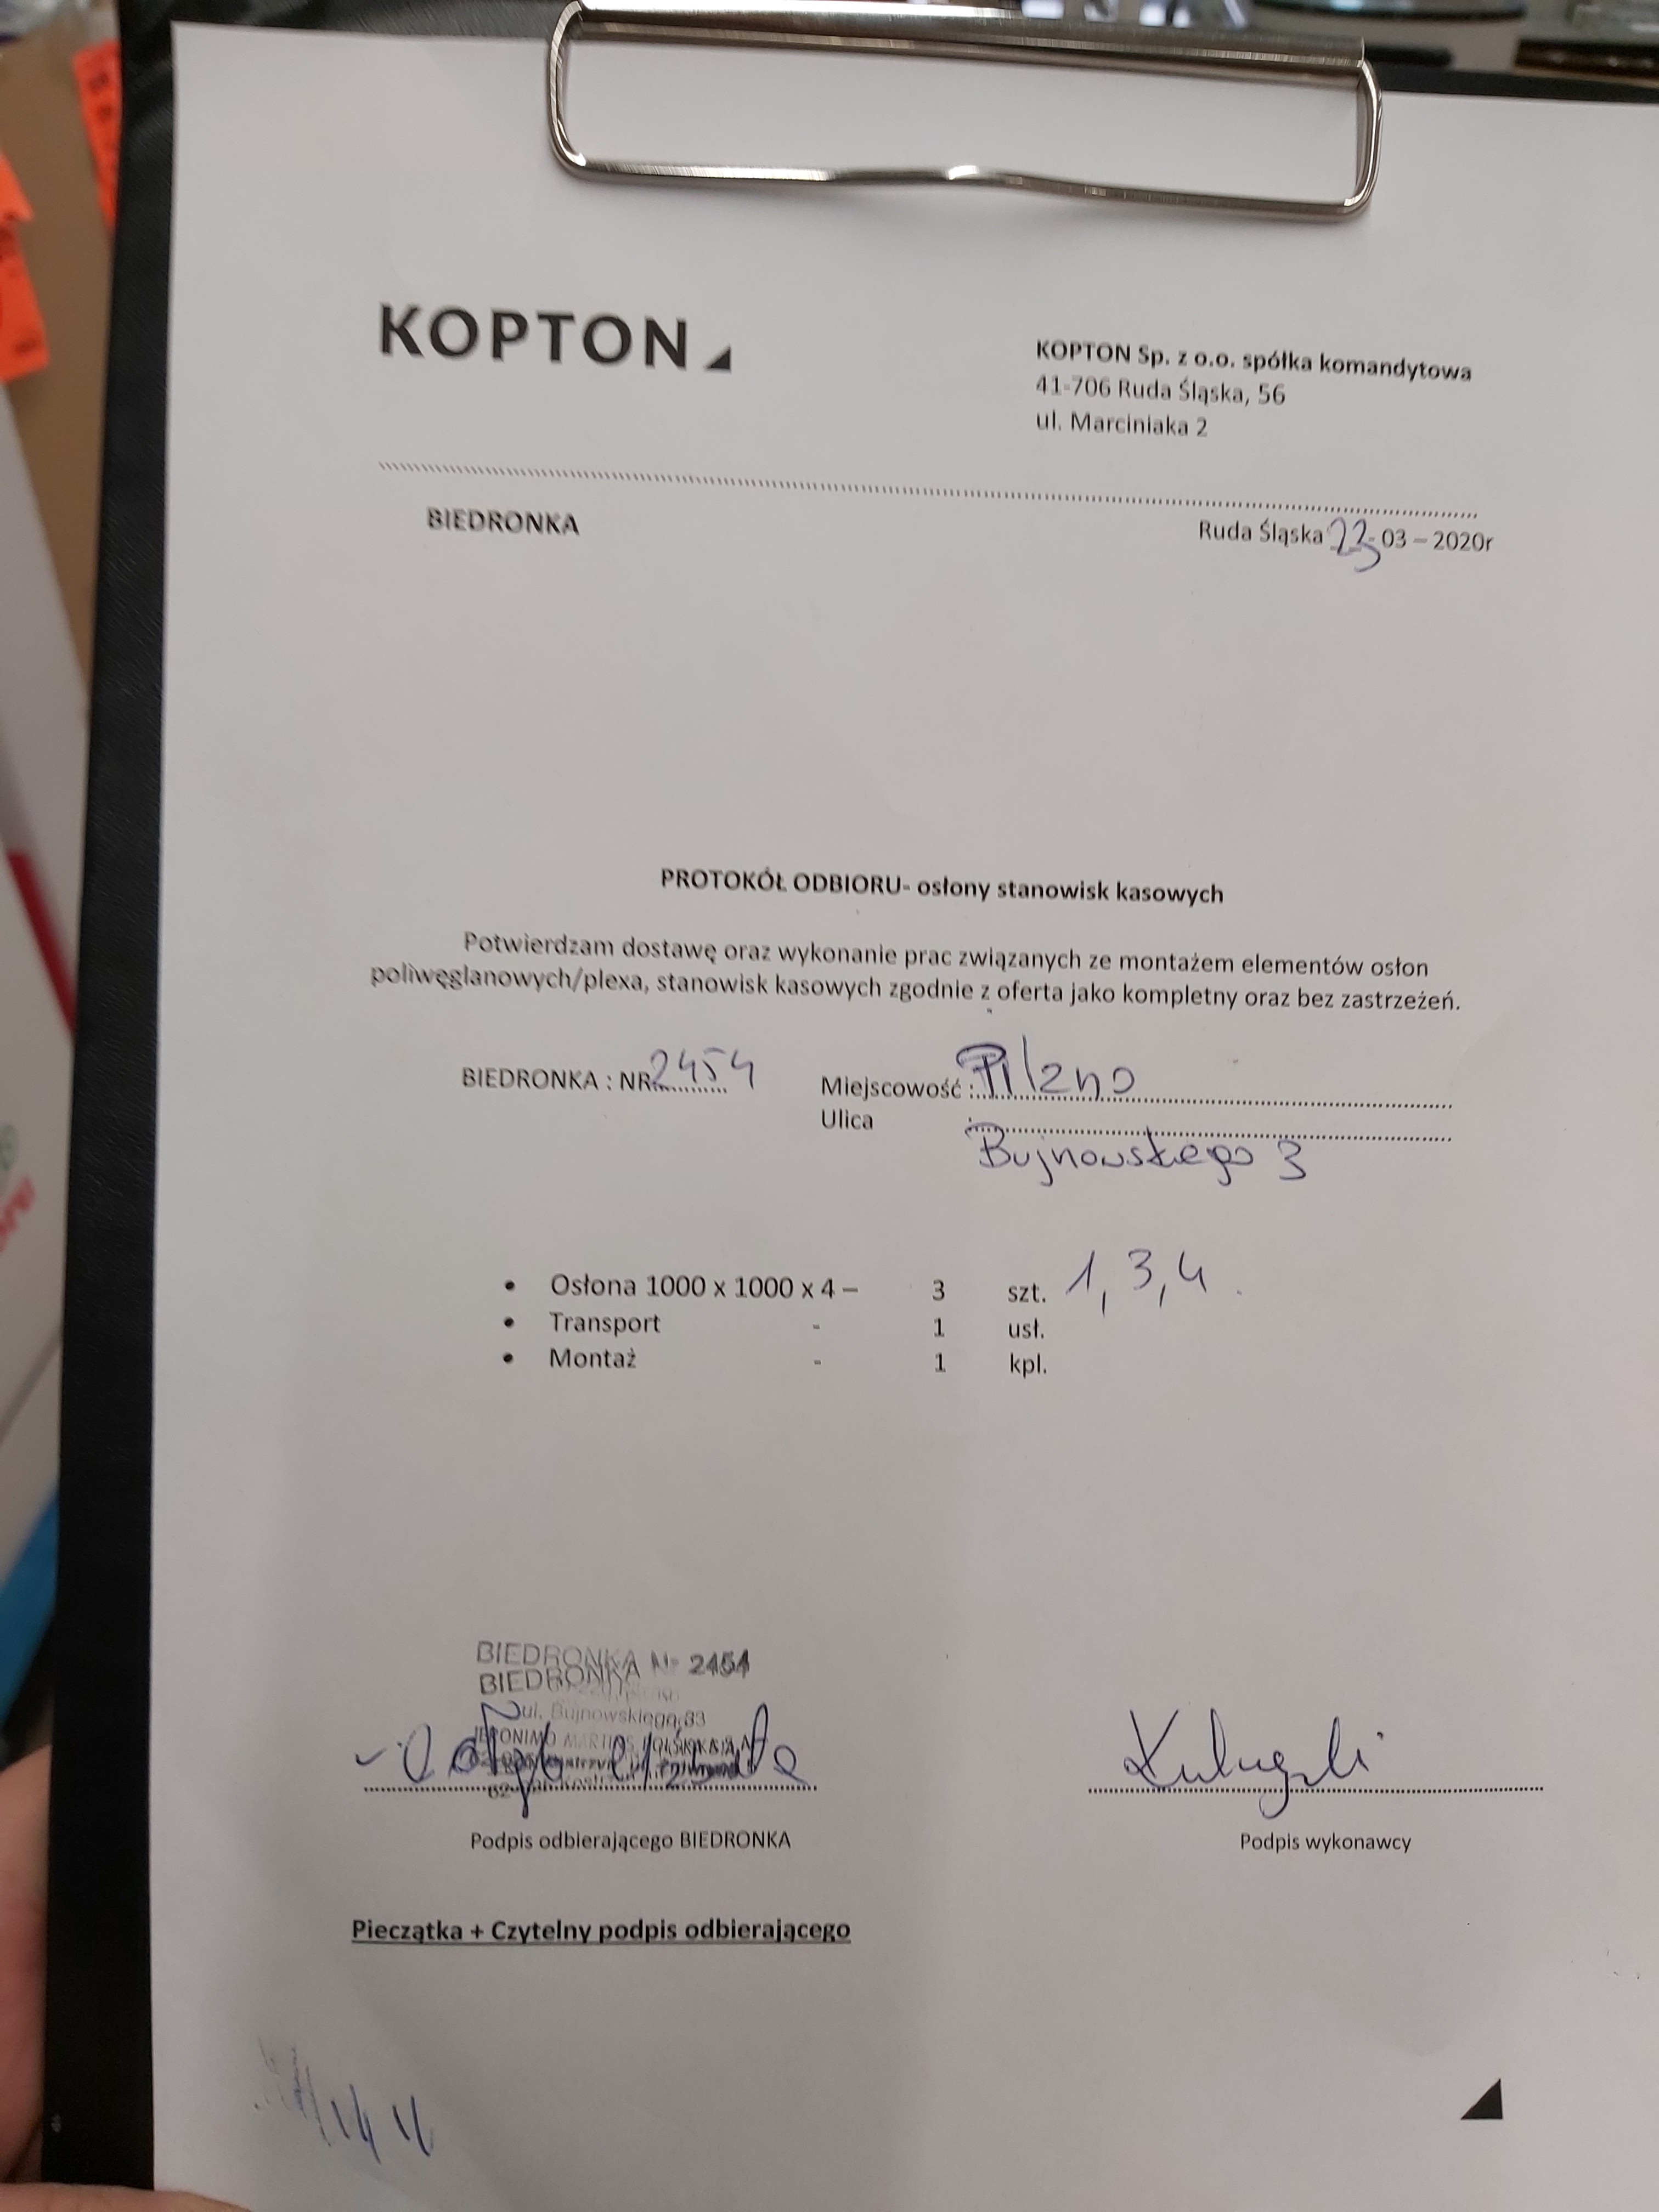 KOPTON
KOPTON Sp. z o.o. spółka komandytowa
41-706 Ruda Śląska, 56
ul. Marciniaka 2
BIEDRONKA
Ruda Śląska 23-03 – 2020r
PROTOKÓŁ ODBIORU- osłony stanowisk kasowych
Potwierdzam dostawę oraz wykonanie prac związanych ze montażem elementów osłon
poliwęglanowych/plexa, stanowisk kasowych zgodnie z oferta jako kompletny oraz bez zastrzeżeń.
BIEDRONKA : NR 2454
Miejscowość : Pilzno
Ulica
Bujnowskego 3
• Osłona 1000 x 1000 x 4 – 3 szt. 1, 3, 4
• Transport - 1 usł.
• Montaż - 1 kpl.
BIEDRONKA Nr 2454
BIEDRONKA
ul. Bujnowskiego 33
Podpis odbierającego BIEDRONKA
Podpis wykonawcy
Pieczątka + Czytelny podpis odbierającego